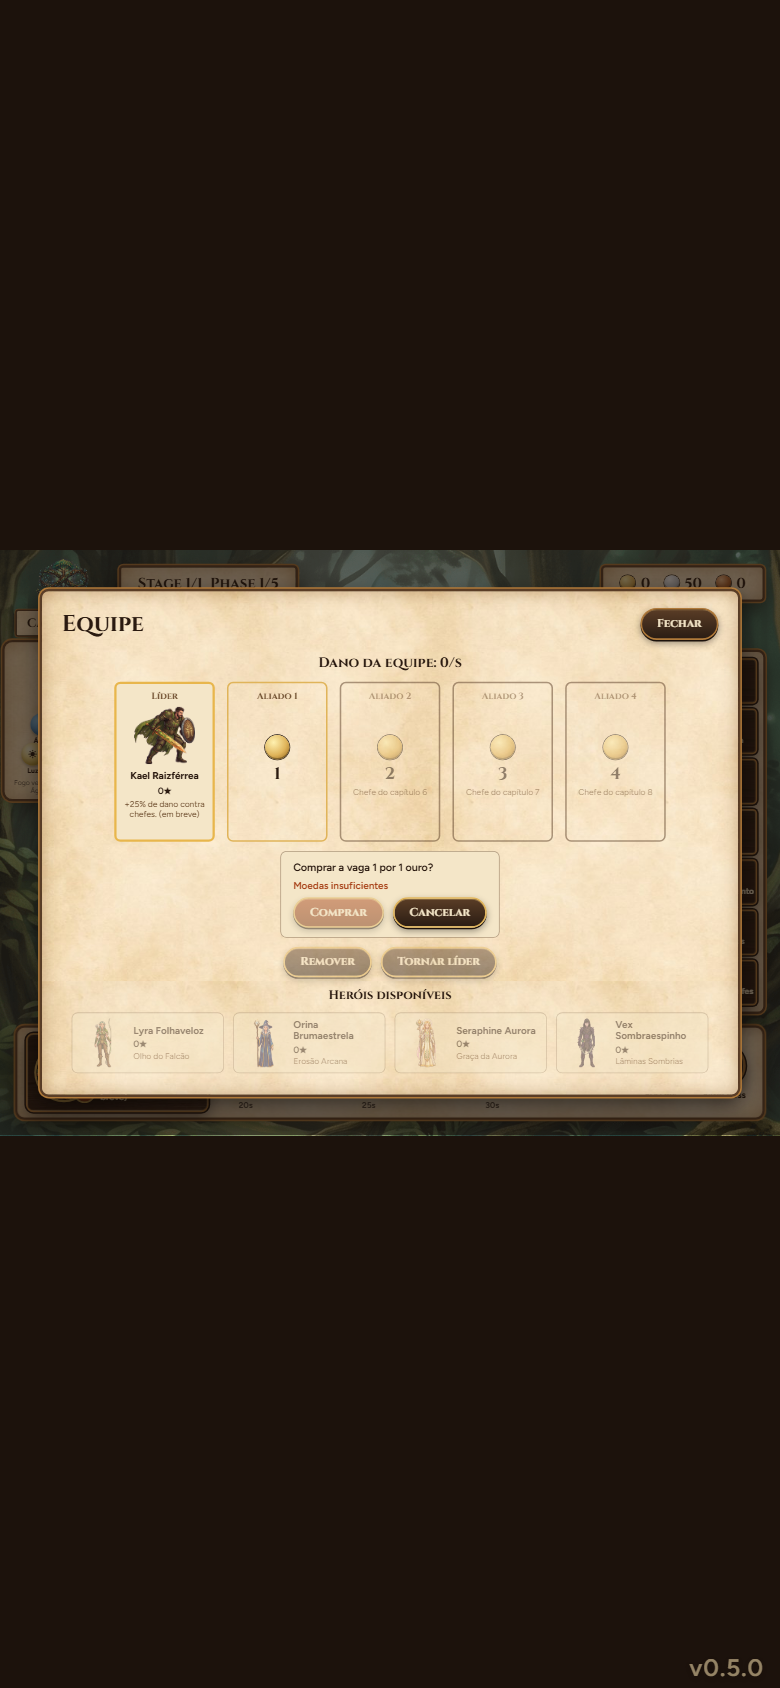 STAGE 1/1 PHASE 1/5
0 50 0
EQUIPE
FECHAR
DANO DA EQUIPE: 0/S
LÍDER
Kael Raizférrea
0★
+25% de dano contra
chefes. (em breve)
ALIADO 1
1
ALIADO 2
2
Chefe do capítulo 6
ALIADO 3
3
Chefe do capítulo 7
ALIADO 4
4
Chefe do capítulo 8
Comprar a vaga 1 por 1 ouro?
Moedas insuficientes
COMPRAR
CANCELAR
REMOVER
TORNAR LÍDER
HERÓIS DISPONÍVEIS
Lyra Folhaveloz
0★
Olho do Falcão
Orina
Brumaestrela
0★
Erosão Arcana
Seraphine Aurora
0★
Graça da Aurora
Vex
Sombraespinho
0★
Lâminas Sombrias
20s
25s
30s
v0.5.0